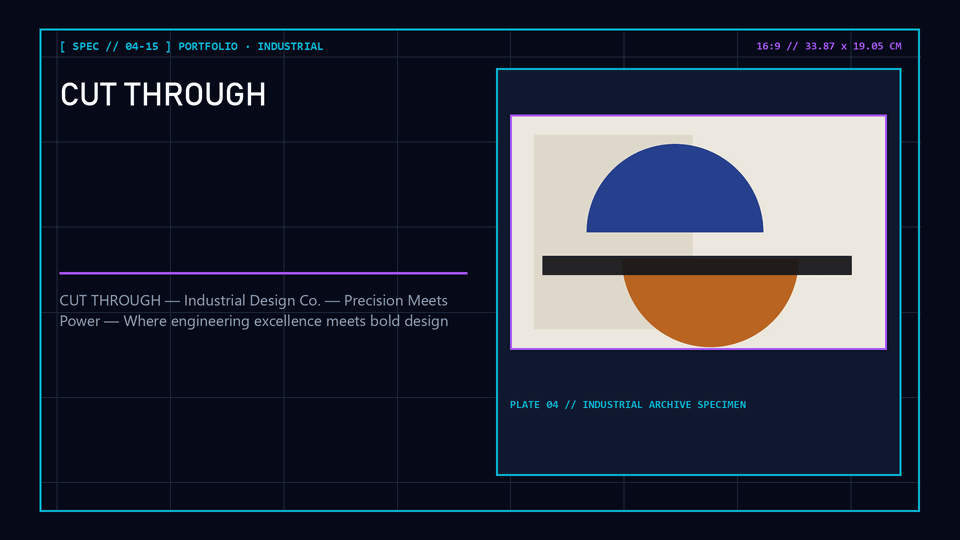 [ SPEC // 04-15 ] PORTFOLIO · INDUSTRIAL
16:9 // 33.87 x 19.05 CM
CUT THROUGH
CUT THROUGH — Industrial Design Co. — Precision Meets
Power — Where engineering excellence meets bold design
PLATE 04 // INDUSTRIAL ARCHIVE SPECIMEN